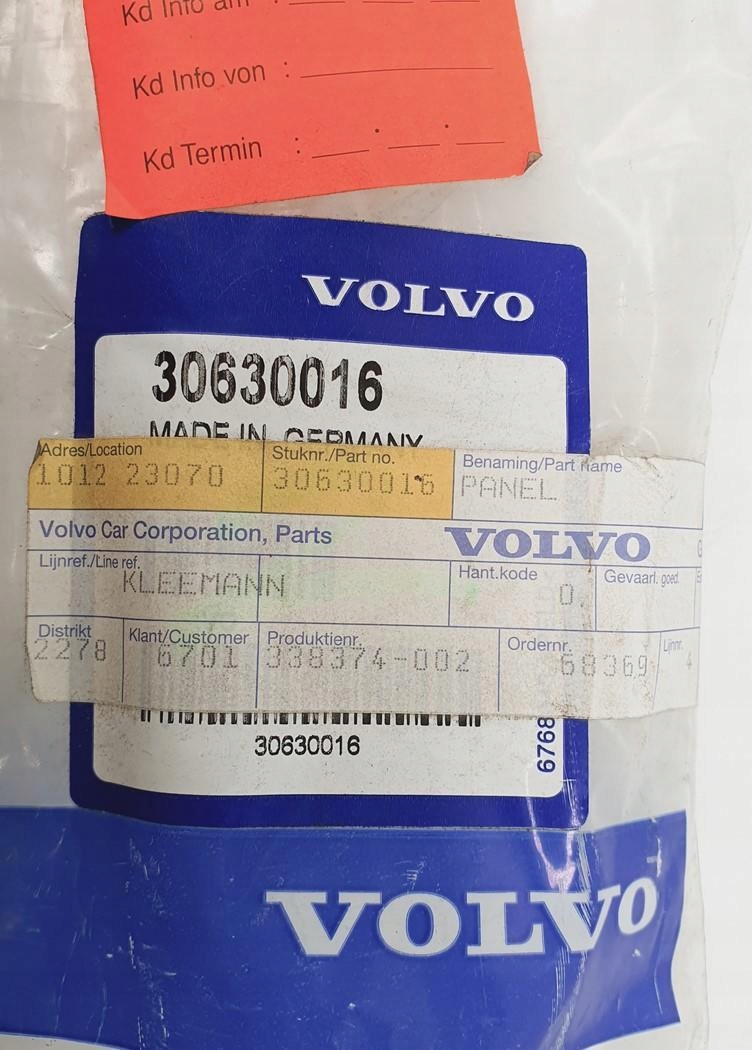 Kd Info am :
Kd Info von :
Kd Termin : . .
VOLVO
30630016
MADE IN GERMANY
Adres/Location Stuknr./Part no. Benaming/Part name
1012 23070 30630016 PANEL
Volvo Car Corporation, Parts VOLVO
Lijnref./Line ref. Hant.kode Gevaarl. goed.
KLEEMANN 0
Distrikt Klant/Customer Produktienr. Ordernr. Lijnnr.
2278 6701 338374-002 68369 4
30630016
6768
VOLVO